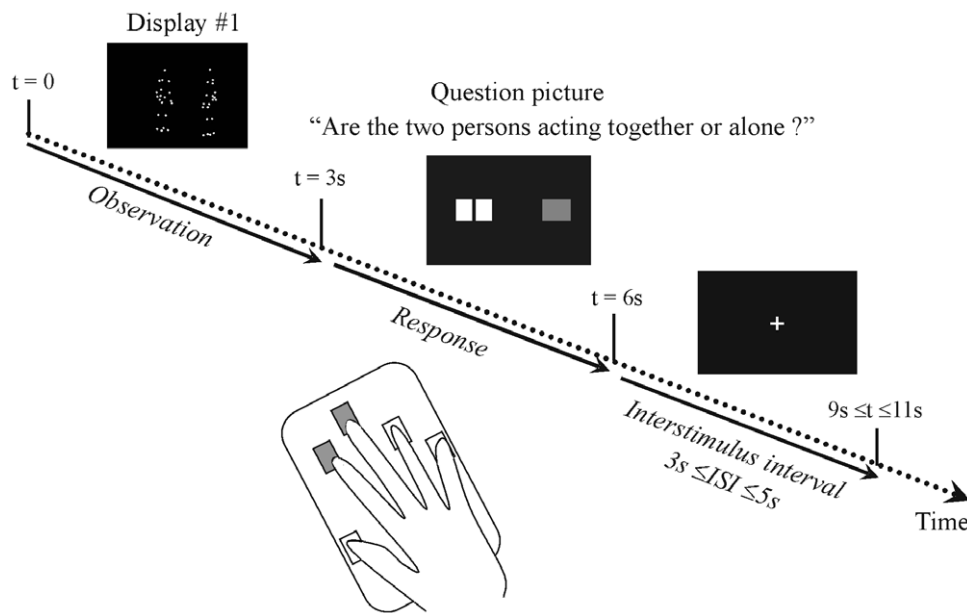 Display #1
t = 0
Question picture
“Are the two persons acting together or alone ?”
t = 3s
Observation
t = 6s
Response
9s ≤t ≤11s
Interstimulus interval
3s ≤ISI ≤5s
Time